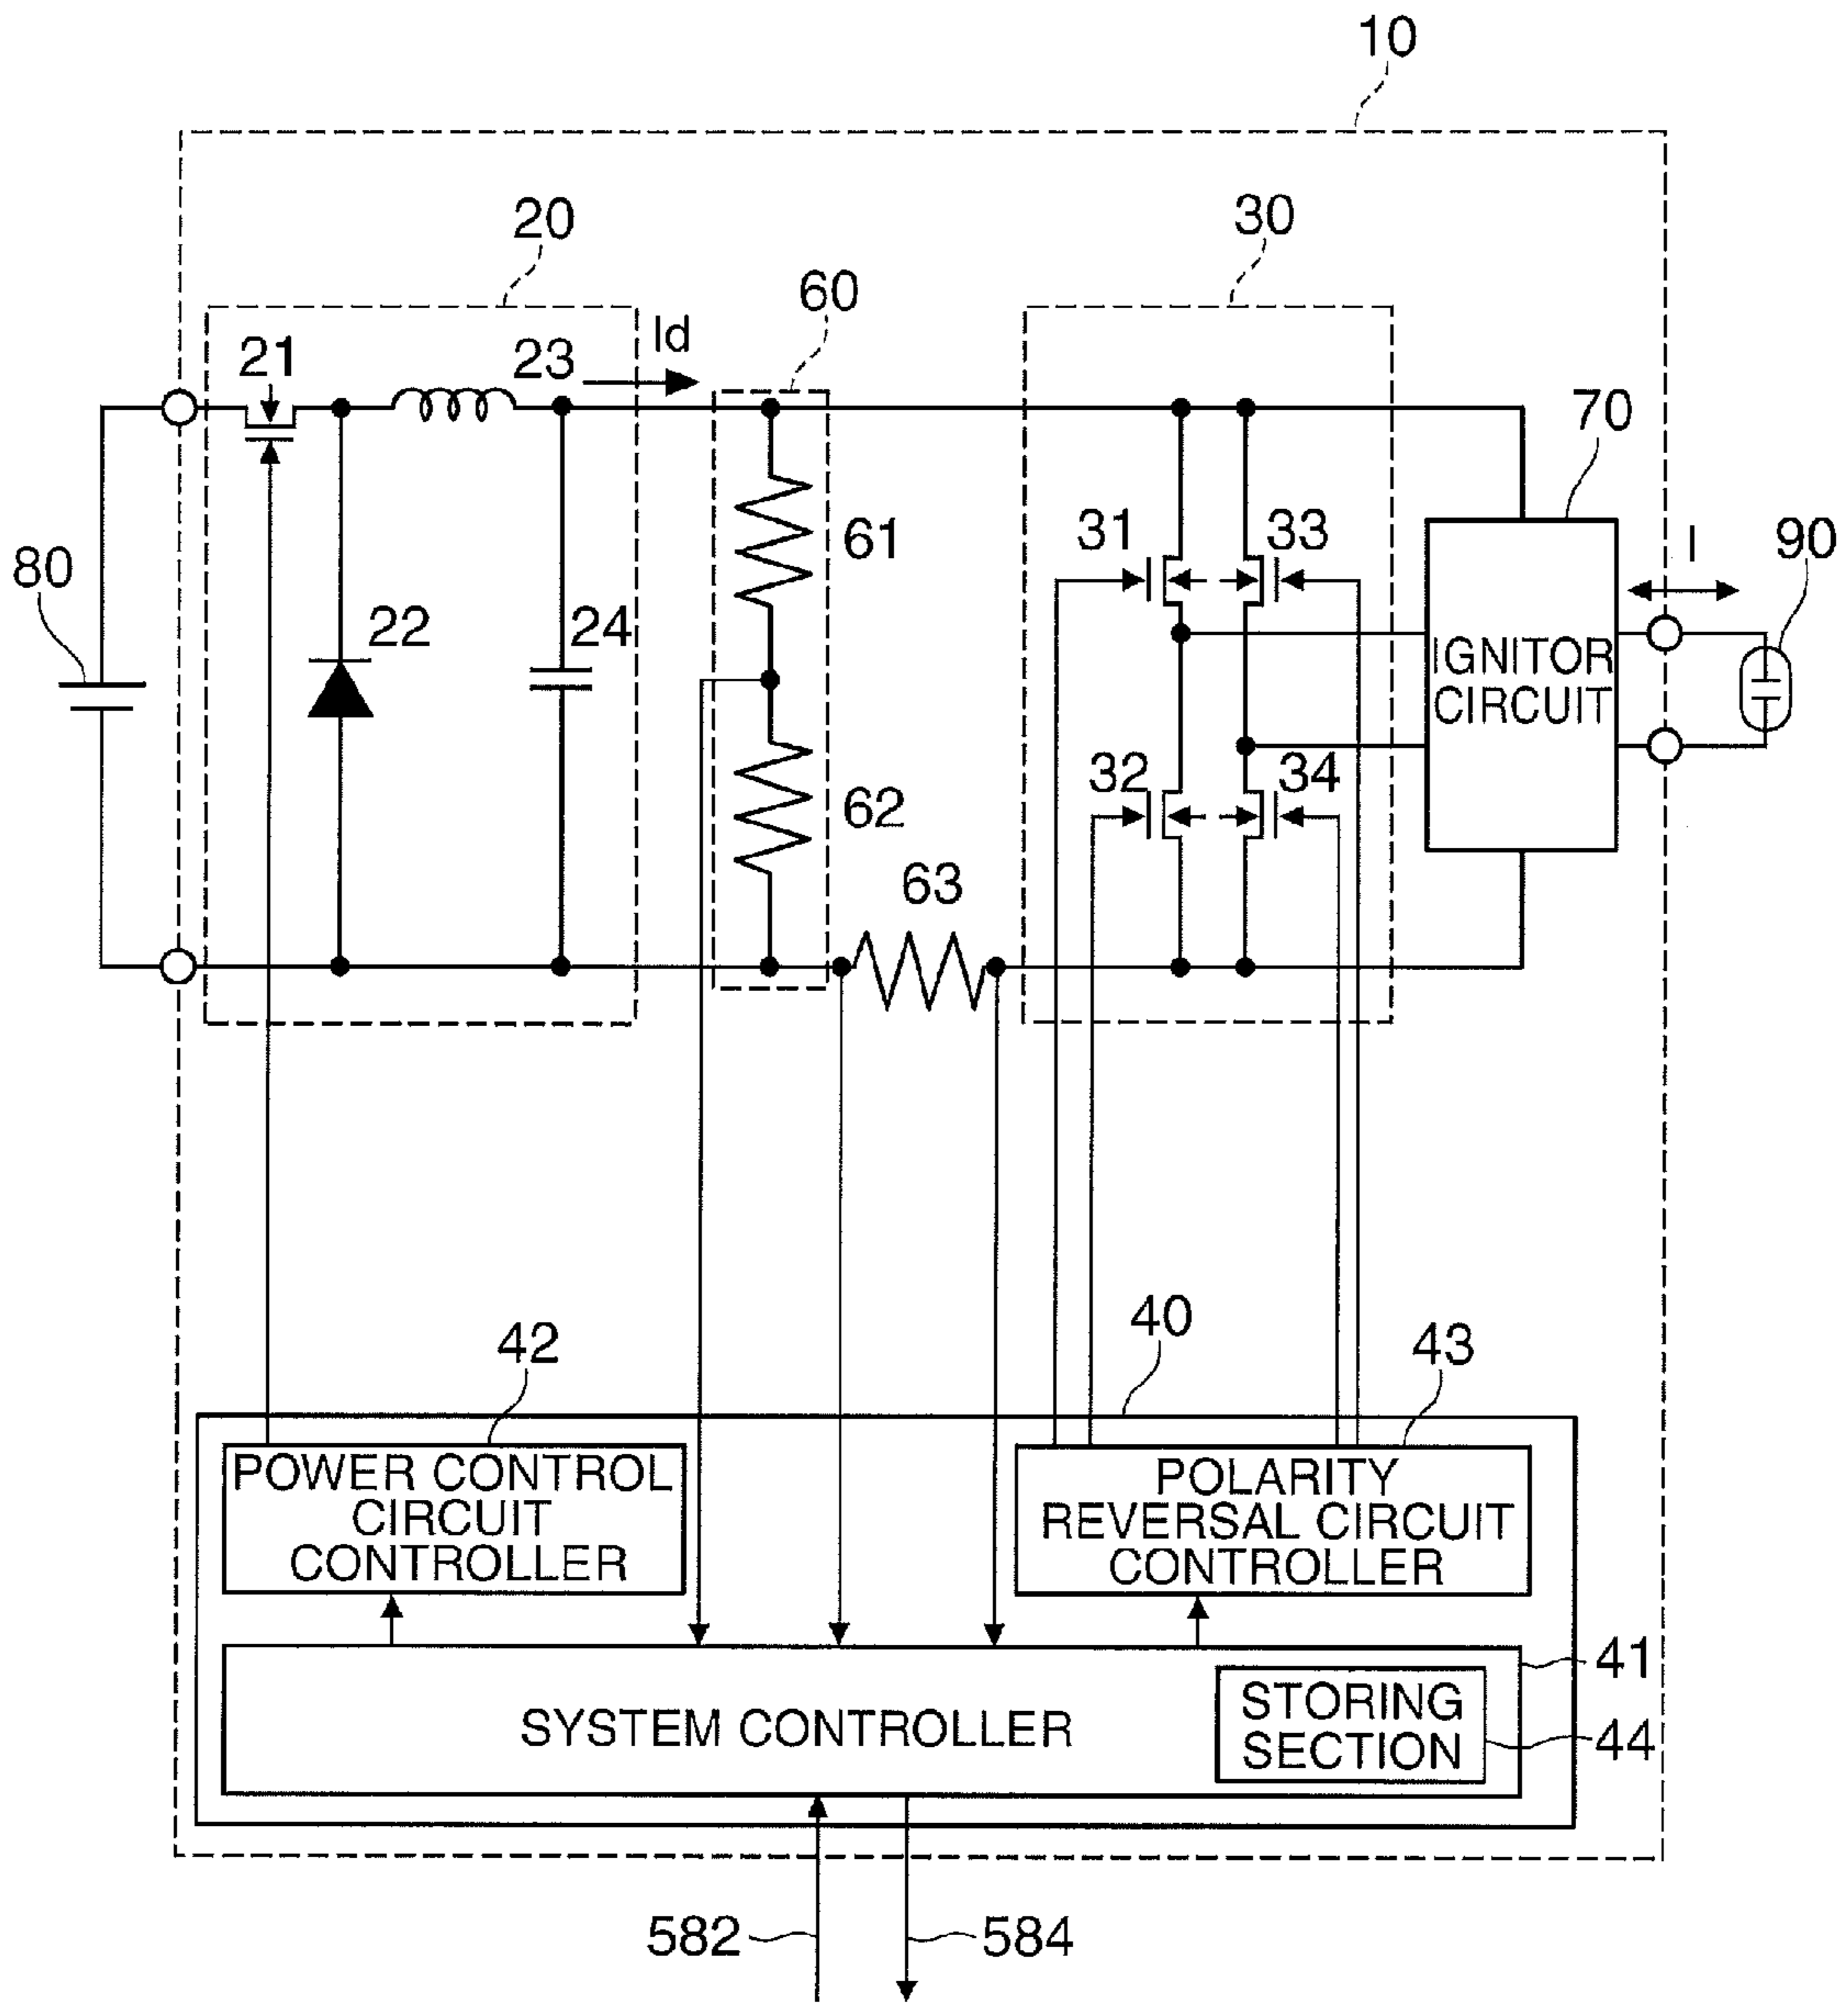 10
20
30
60
Id
21
23
70
31
33
I
90
61
80
22
24
IGNITOR
CIRCUIT
32
34
62
63
40
42
43
POWER CONTROL
CIRCUIT
CONTROLLER
POLARITY
REVERSAL CIRCUIT
CONTROLLER
41
SYSTEM CONTROLLER
STORING
SECTION
44
582
584